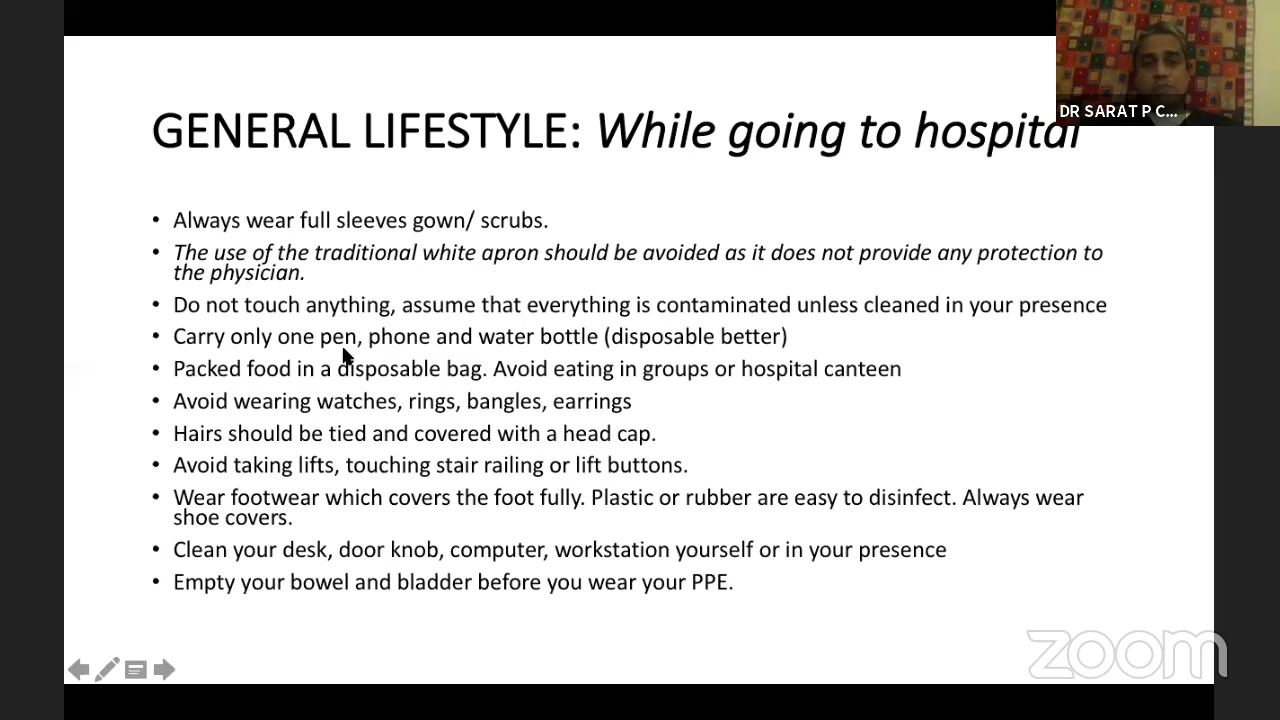 DR SARAT P C...
GENERAL LIFESTYLE: While going to hospital
• Always wear full sleeves gown/ scrubs.
• The use of the traditional white apron should be avoided as it does not provide any protection to
the physician.
• Do not touch anything, assume that everything is contaminated unless cleaned in your presence
• Carry only one pen, phone and water bottle (disposable better)
• Packed food in a disposable bag. Avoid eating in groups or hospital canteen
• Avoid wearing watches, rings, bangles, earrings
• Hairs should be tied and covered with a head cap.
• Avoid taking lifts, touching stair railing or lift buttons.
• Wear footwear which covers the foot fully. Plastic or rubber are easy to disinfect. Always wear
shoe covers.
• Clean your desk, door knob, computer, workstation yourself or in your presence
• Empty your bowel and bladder before you wear your PPE.
zoom